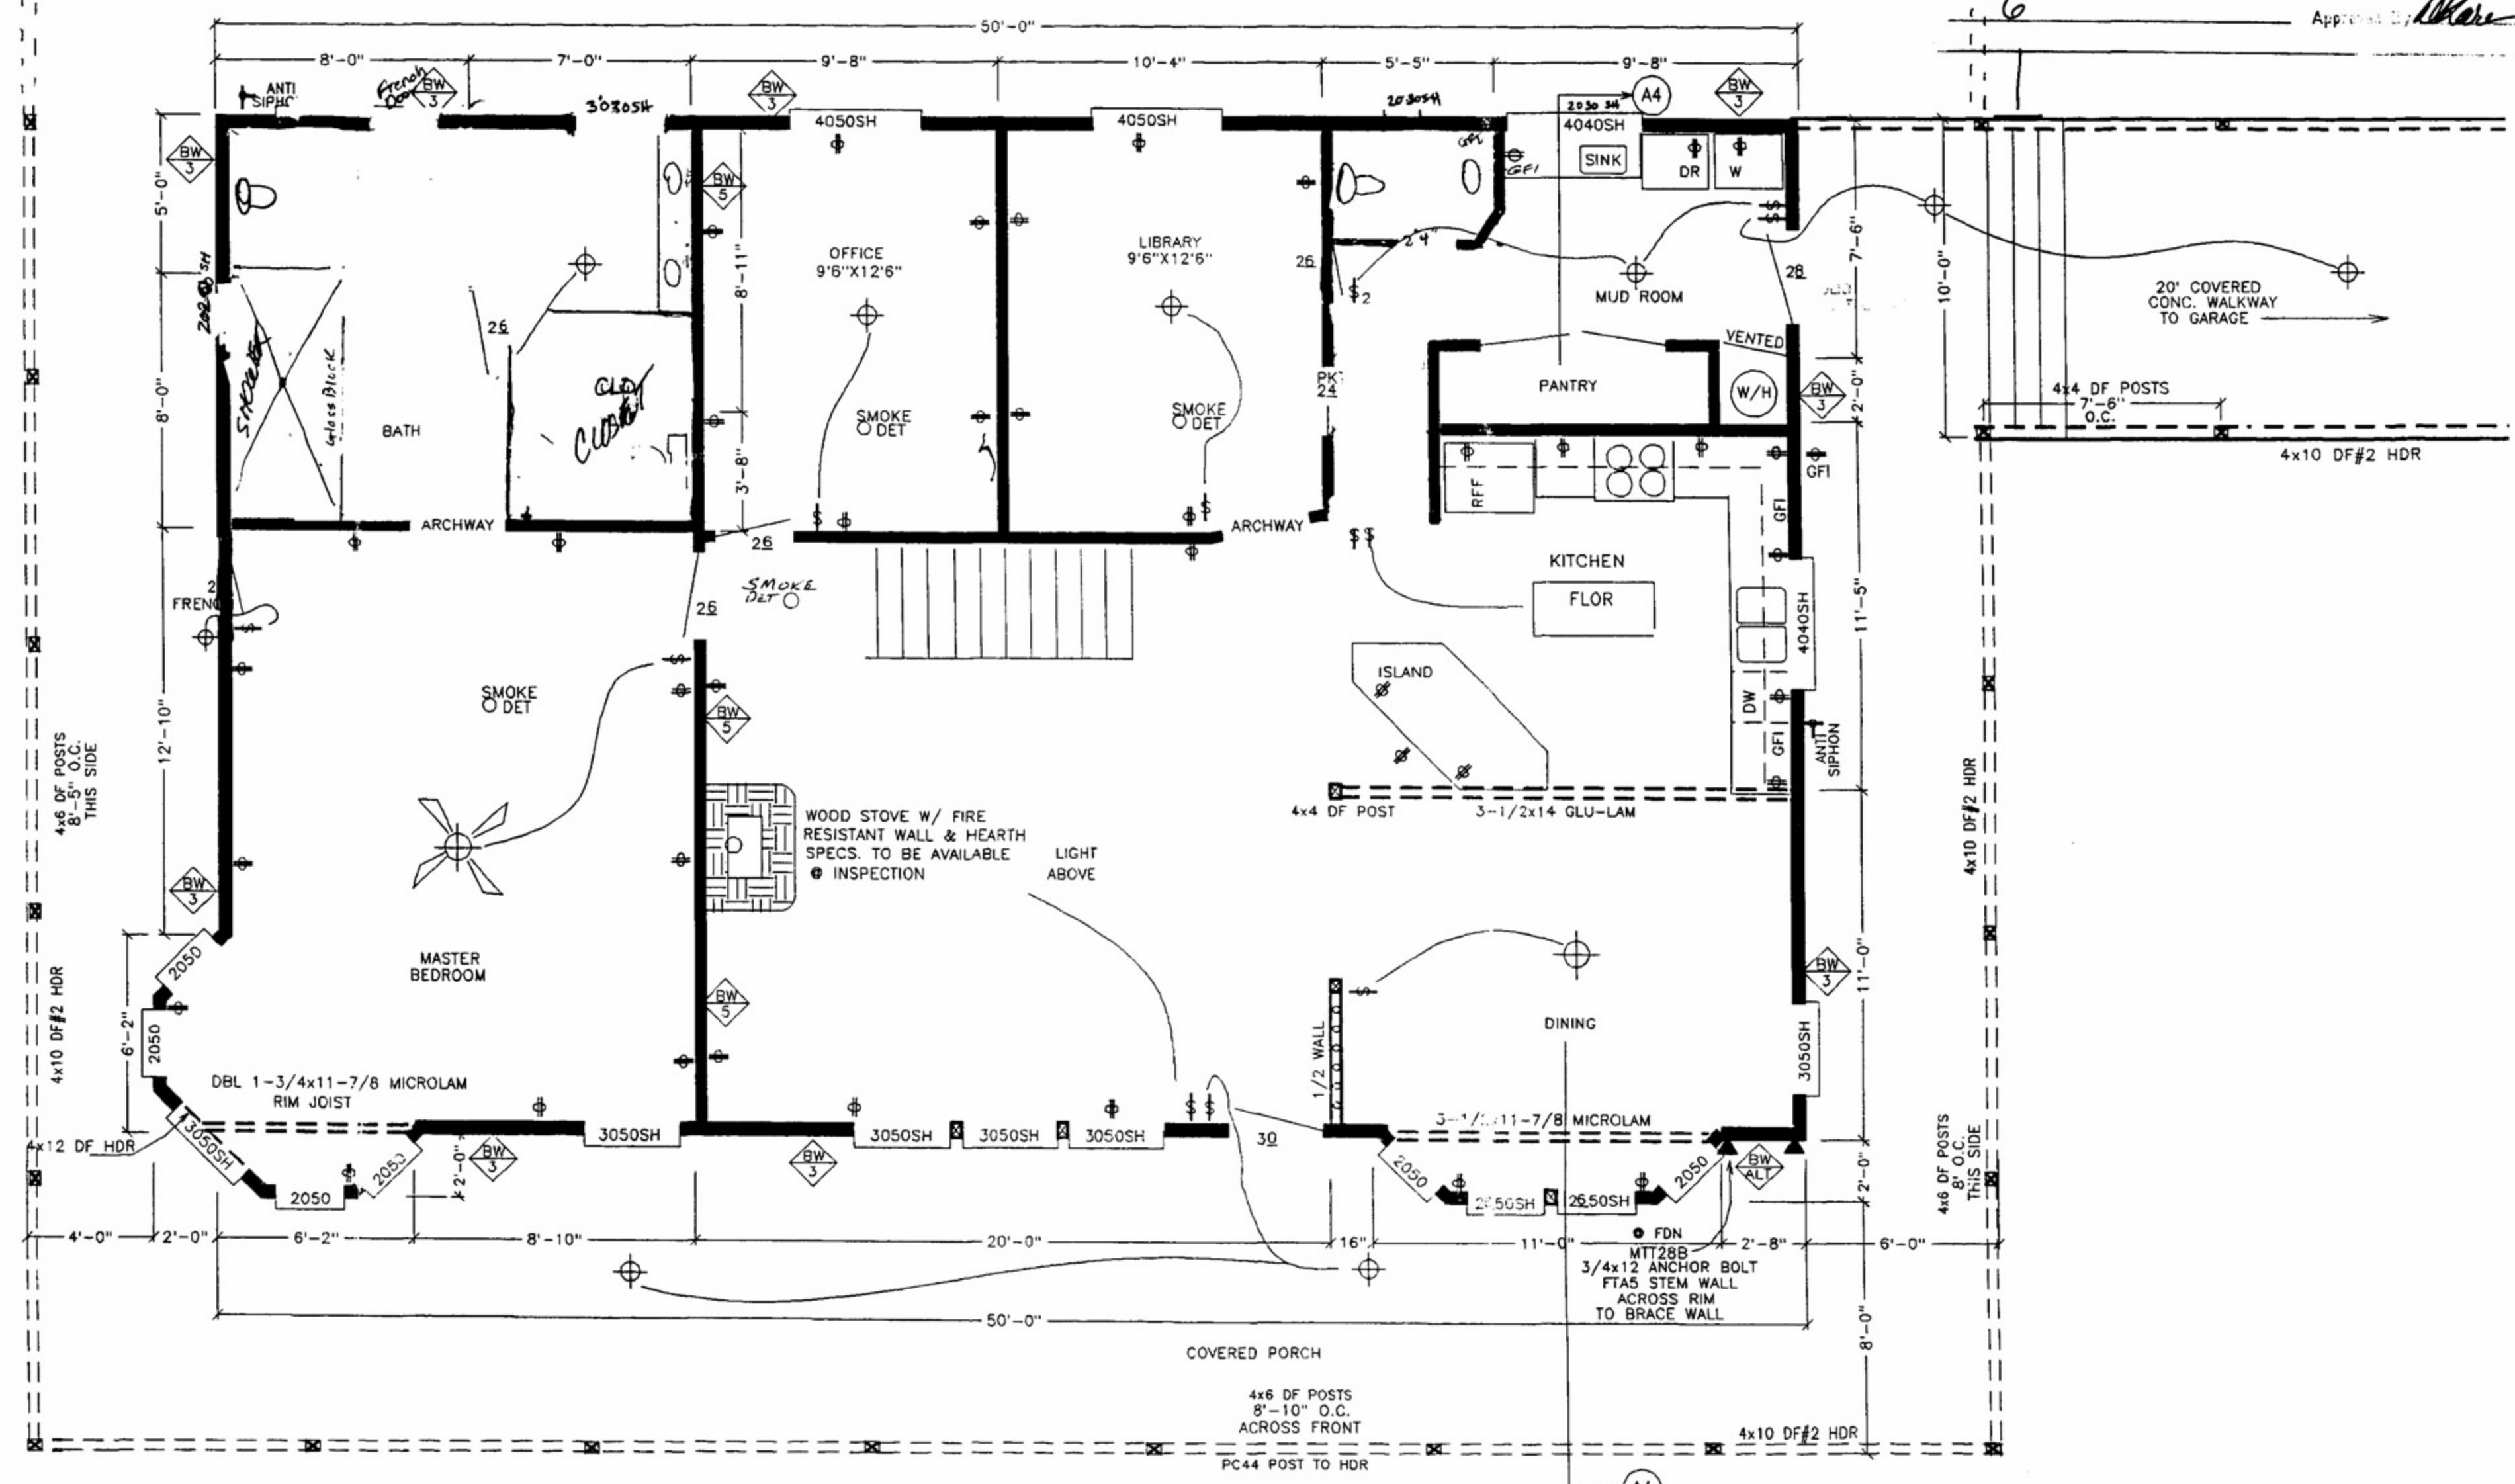 6
50'-0"
8'-0"
7'-0"
9'-8"
10'-4"
5'-5"
9'-8"
ANTI
French
Door
BW
3
3'030SH
BW
3
4050SH
4050SH
2030SH
2030 SH
A4
BW
3
4040SH
BW
3
BW
5
GFI
GFI
SINK
DR
W
5'-0"
8'-11"
OFFICE
9'6"X12'6"
LIBRARY
9'6"X12'6"
26
2'4"
$2
MUD ROOM
28
7'-6"
10'-0"
20' COVERED
CONC. WALKWAY
TO GARAGE
26
VENTED
SHOWER
Glass Block
8'-0"
BATH
CLOSET
SMOKE
DET
SMOKE
DET
24
PANTRY
W/H
BW
3
2'-0"
4x4 DF POSTS
7'-6"
O.C.
4x10 DF#2 HDR
3'-8"
REF
GFI
GFI
ARCHWAY
ARCHWAY
26
KITCHEN
FLOR
SMOKE
DET
26
4040SH
11'-5"
ISLAND
SMOKE
DET
BW
5
12'-10"
DW
GFI
ANTI
SIPHON
4x6 DF POSTS
8'-5" O.C.
THIS SIDE
WOOD STOVE W/ FIRE
RESISTANT WALL & HEARTH
SPECS. TO BE AVAILABLE
@ INSPECTION
LIGHT
ABOVE
4x4 DF POST
3-1/2x14 GLU-LAM
4x10 DF#2 HDR
BW
3
2050
MASTER
BEDROOM
BW
5
11'-0"
BW
3
4x10 DF#2 HDR
6'-2"
2050
DINING
1/2 WALL
3050SH
DBL 1-3/4x11-7/8 MICROLAM
RIM JOIST
11-7/8 MICROLAM
4x12 DF HDR
3050SH
3050SH
3050SH
3050SH
3050SH
30
2050
2'-0"
BW
3
BW
3
2050
2050
2050
BW
ALT
2'-0"
4x6 DF POSTS
8' O.C.
THIS SIDE
2650SH
@ FDN
4'-0"
2'-0"
6'-2"
8'-10"
20'-0"
16"
11'-0"
2'-8"
6'-0"
MTT28B
3/4x12 ANCHOR BOLT
FTA5 STEM WALL
ACROSS RIM
TO BRACE WALL
50'-0"
8'-0"
COVERED PORCH
4x6 DF POSTS
8'-10" O.C.
ACROSS FRONT
4x10 DF#2 HDR
PC44 POST TO HDR